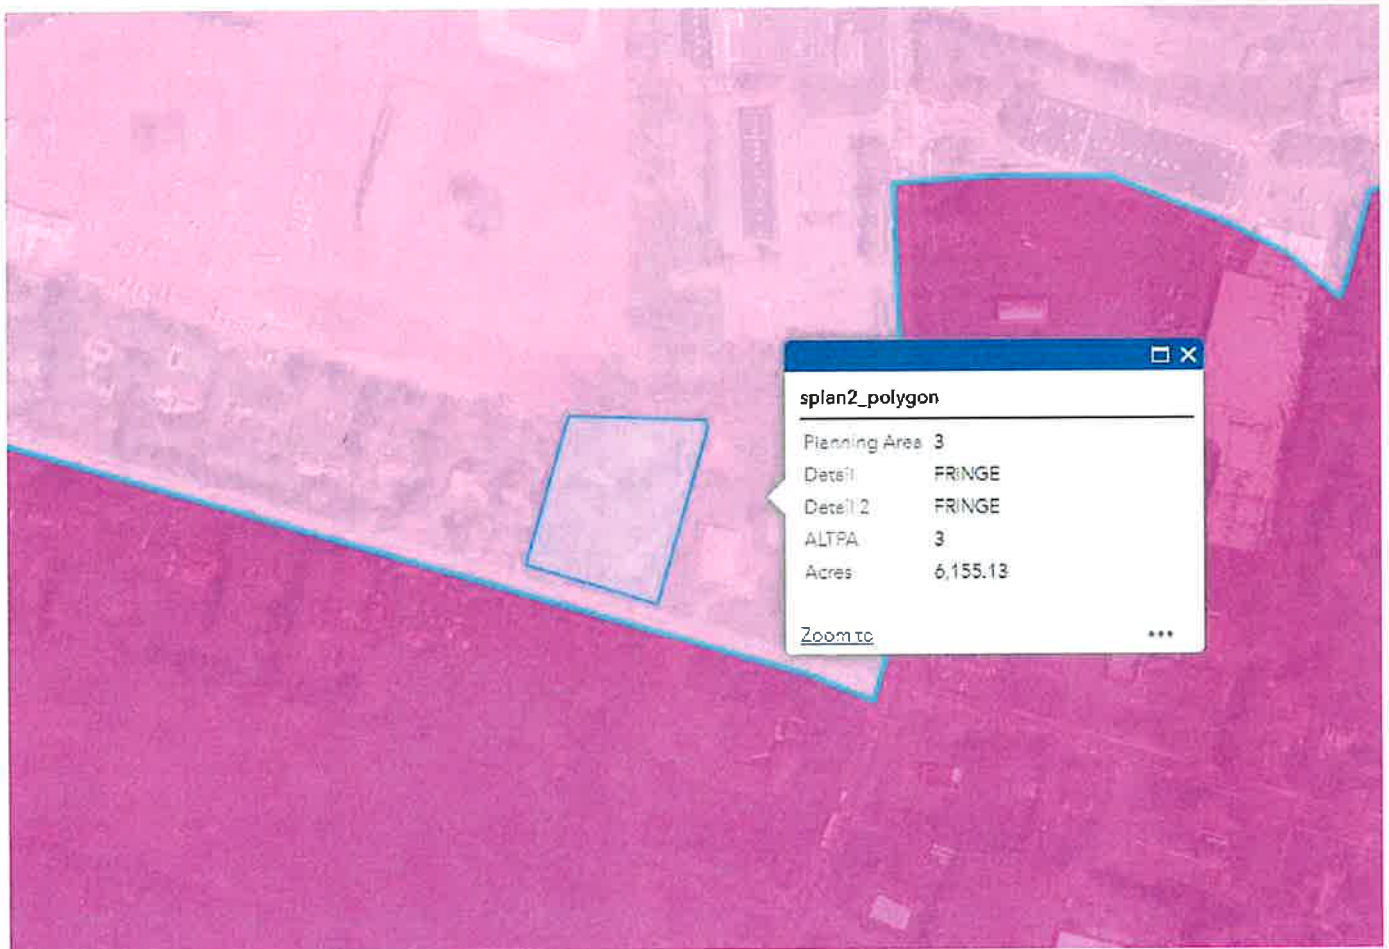 splan2_polygon
Planning Area 3
Detail FRINGE
Detail 2 FRINGE
ALTPA 3
Acres 6,155.13
Zoom to